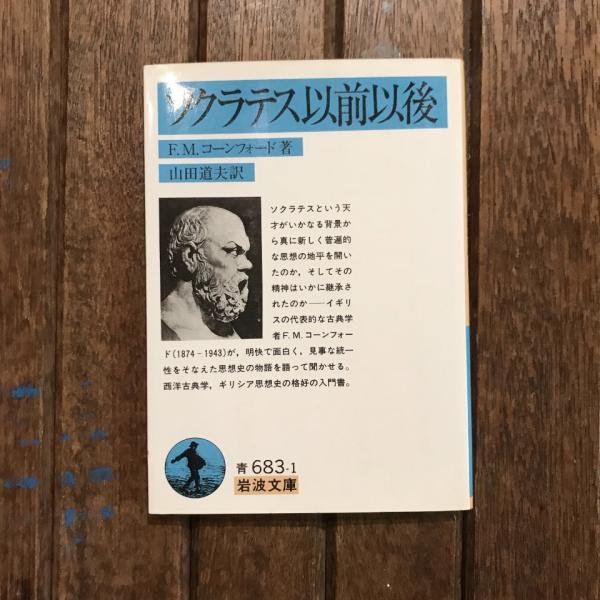 ソクラテス以前以後
F.M.コーンフォード著
山田道夫訳
ソクラテスという天
才がいかなる背景か
ら真に新しく普遍的
な思想の地平を開い
たのか，そしてその
精神はいかに継承さ
れたのか——イギリ
スの代表的な古典学
者F.M.コーンフォー
ド(1874–1943)が，明快で面白く，見事な統一
性をそなえた思想史の物語を語って聞かせる。
西洋古典学，ギリシア思想史の格好の入門書。
青 683-1
岩波文庫